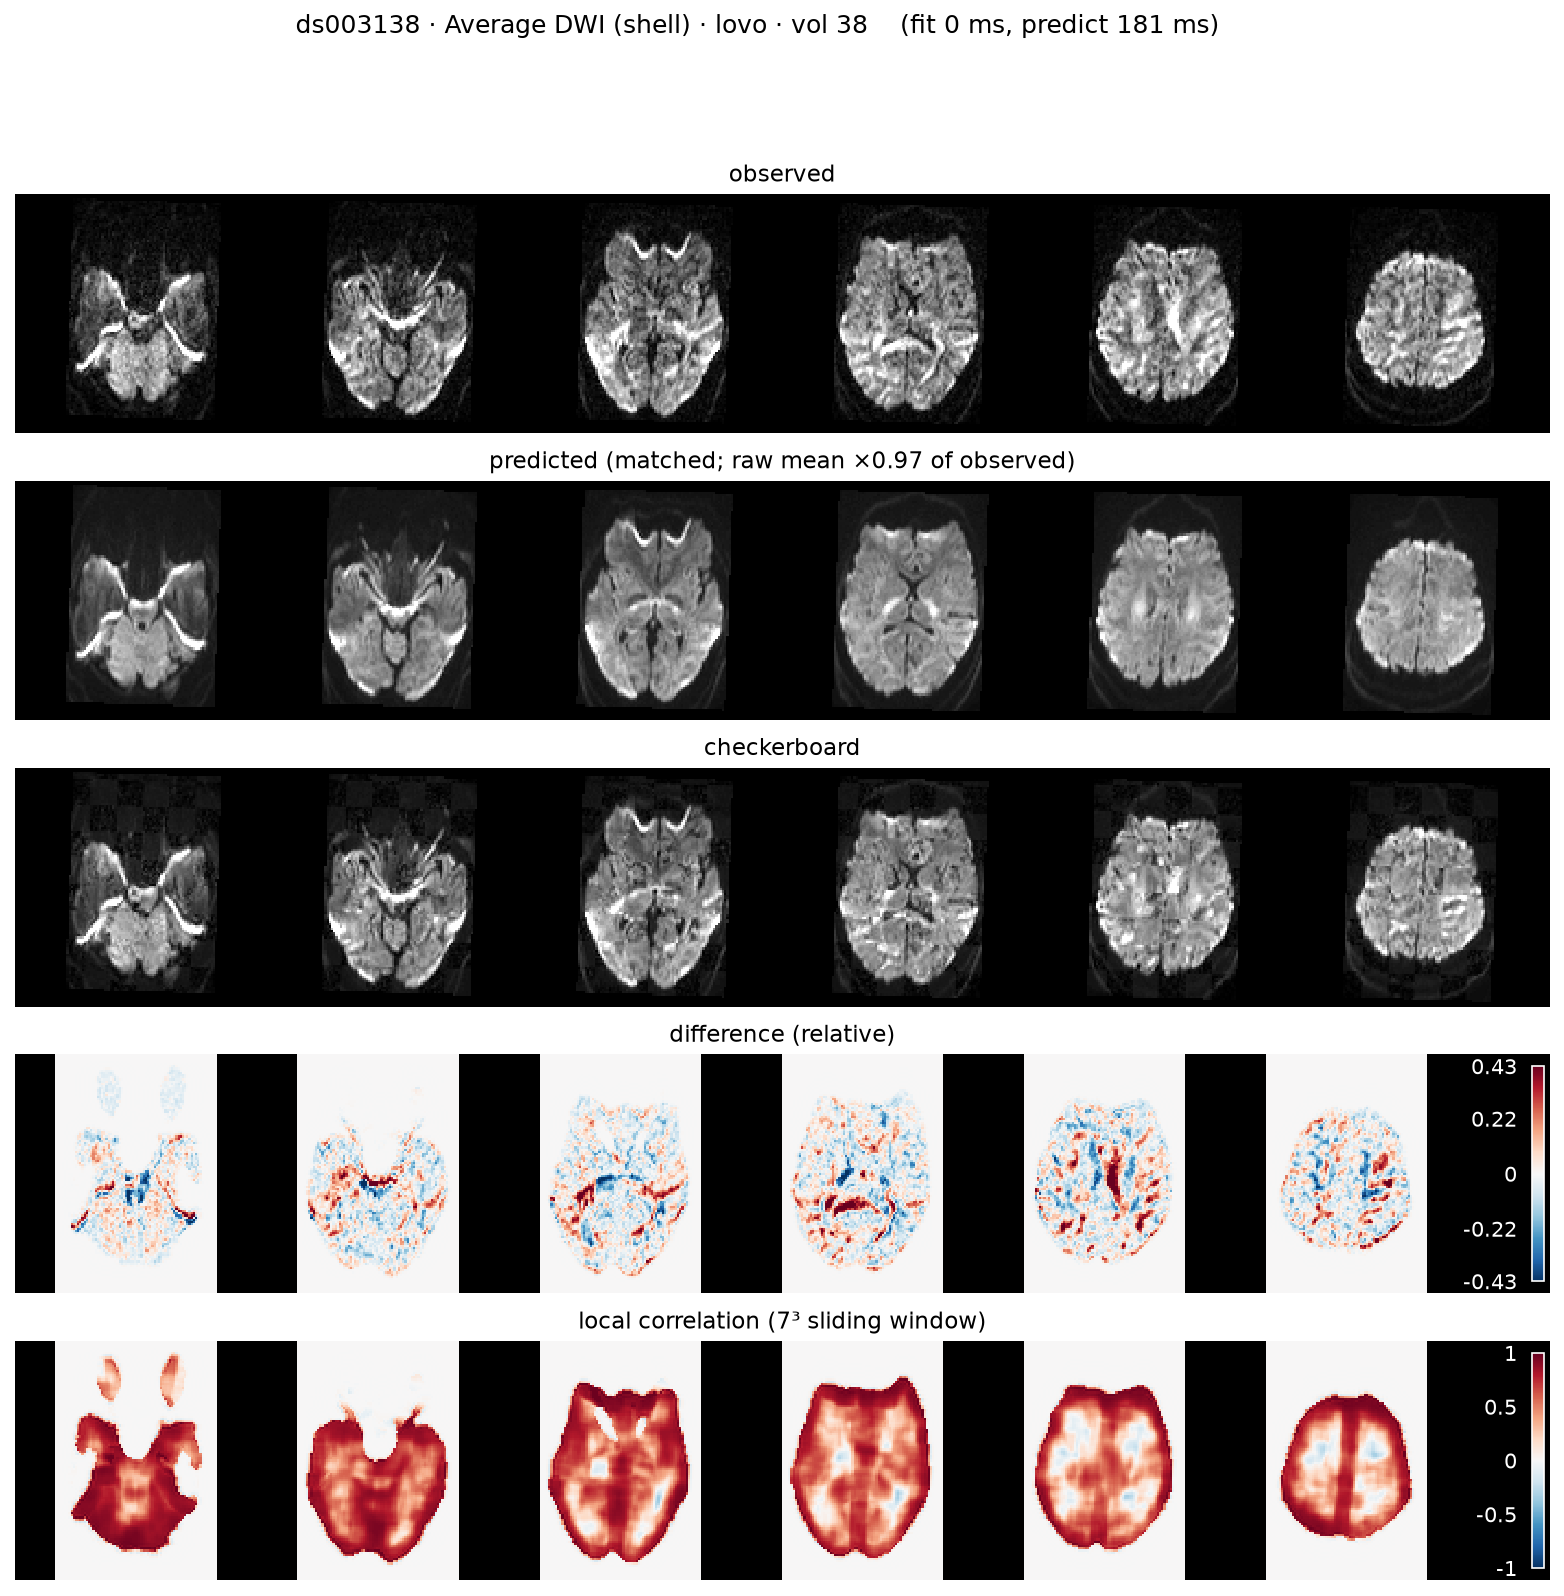 ds003138 · Average DWI (shell) · lovo · vol 38    (fit 0 ms, predict 181 ms)
observed
predicted (matched; raw mean ×0.97 of observed)
checkerboard
difference (relative)
0.43
0.22
0
-0.22
-0.43
local correlation (7³ sliding window)
1
0.5
0
-0.5
-1